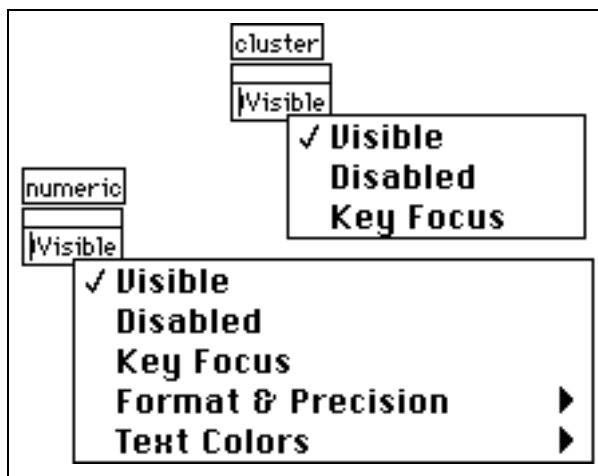 cluster
Visible
✓ Visible
Disabled
Key Focus
numeric
Visible
✓ Visible
Disabled
Key Focus
Format & Precision ▶
Text Colors ▶